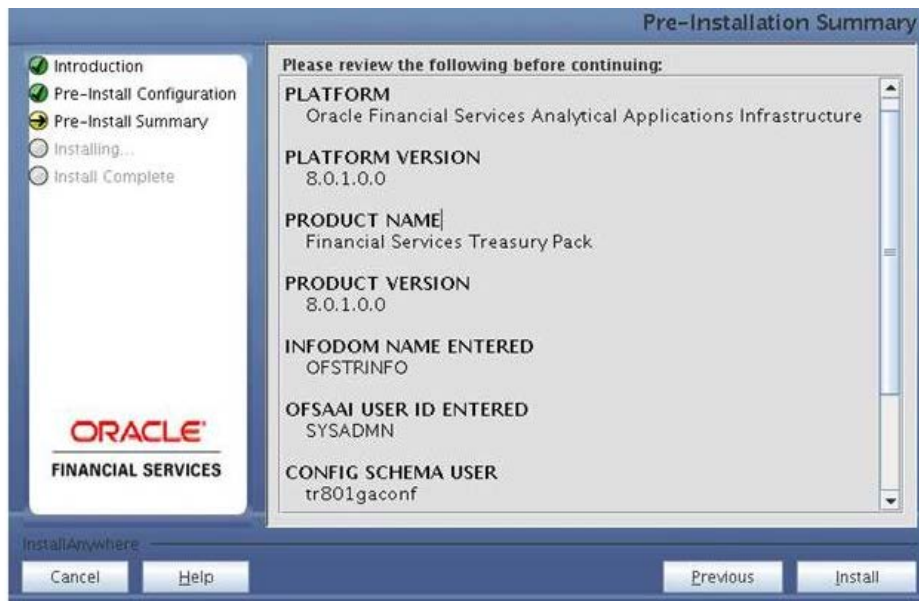 Pre-Installation Summary
Introduction
Pre-Install Configuration
Pre-Install Summary
Installing...
Install Complete
ORACLE
FINANCIAL SERVICES
Please review the following before continuing:
PLATFORM
Oracle Financial Services Analytical Applications Infrastructure
PLATFORM VERSION
8.0.1.0.0
PRODUCT NAME
Financial Services Treasury Pack
PRODUCT VERSION
8.0.1.0.0
INFODOM NAME ENTERED
OFSTRINFO
OFSAAI USER ID ENTERED
SYSADMN
CONFIG SCHEMA USER
tr801gaconf
InstallAnywhere
Cancel
Help
Previous
Install